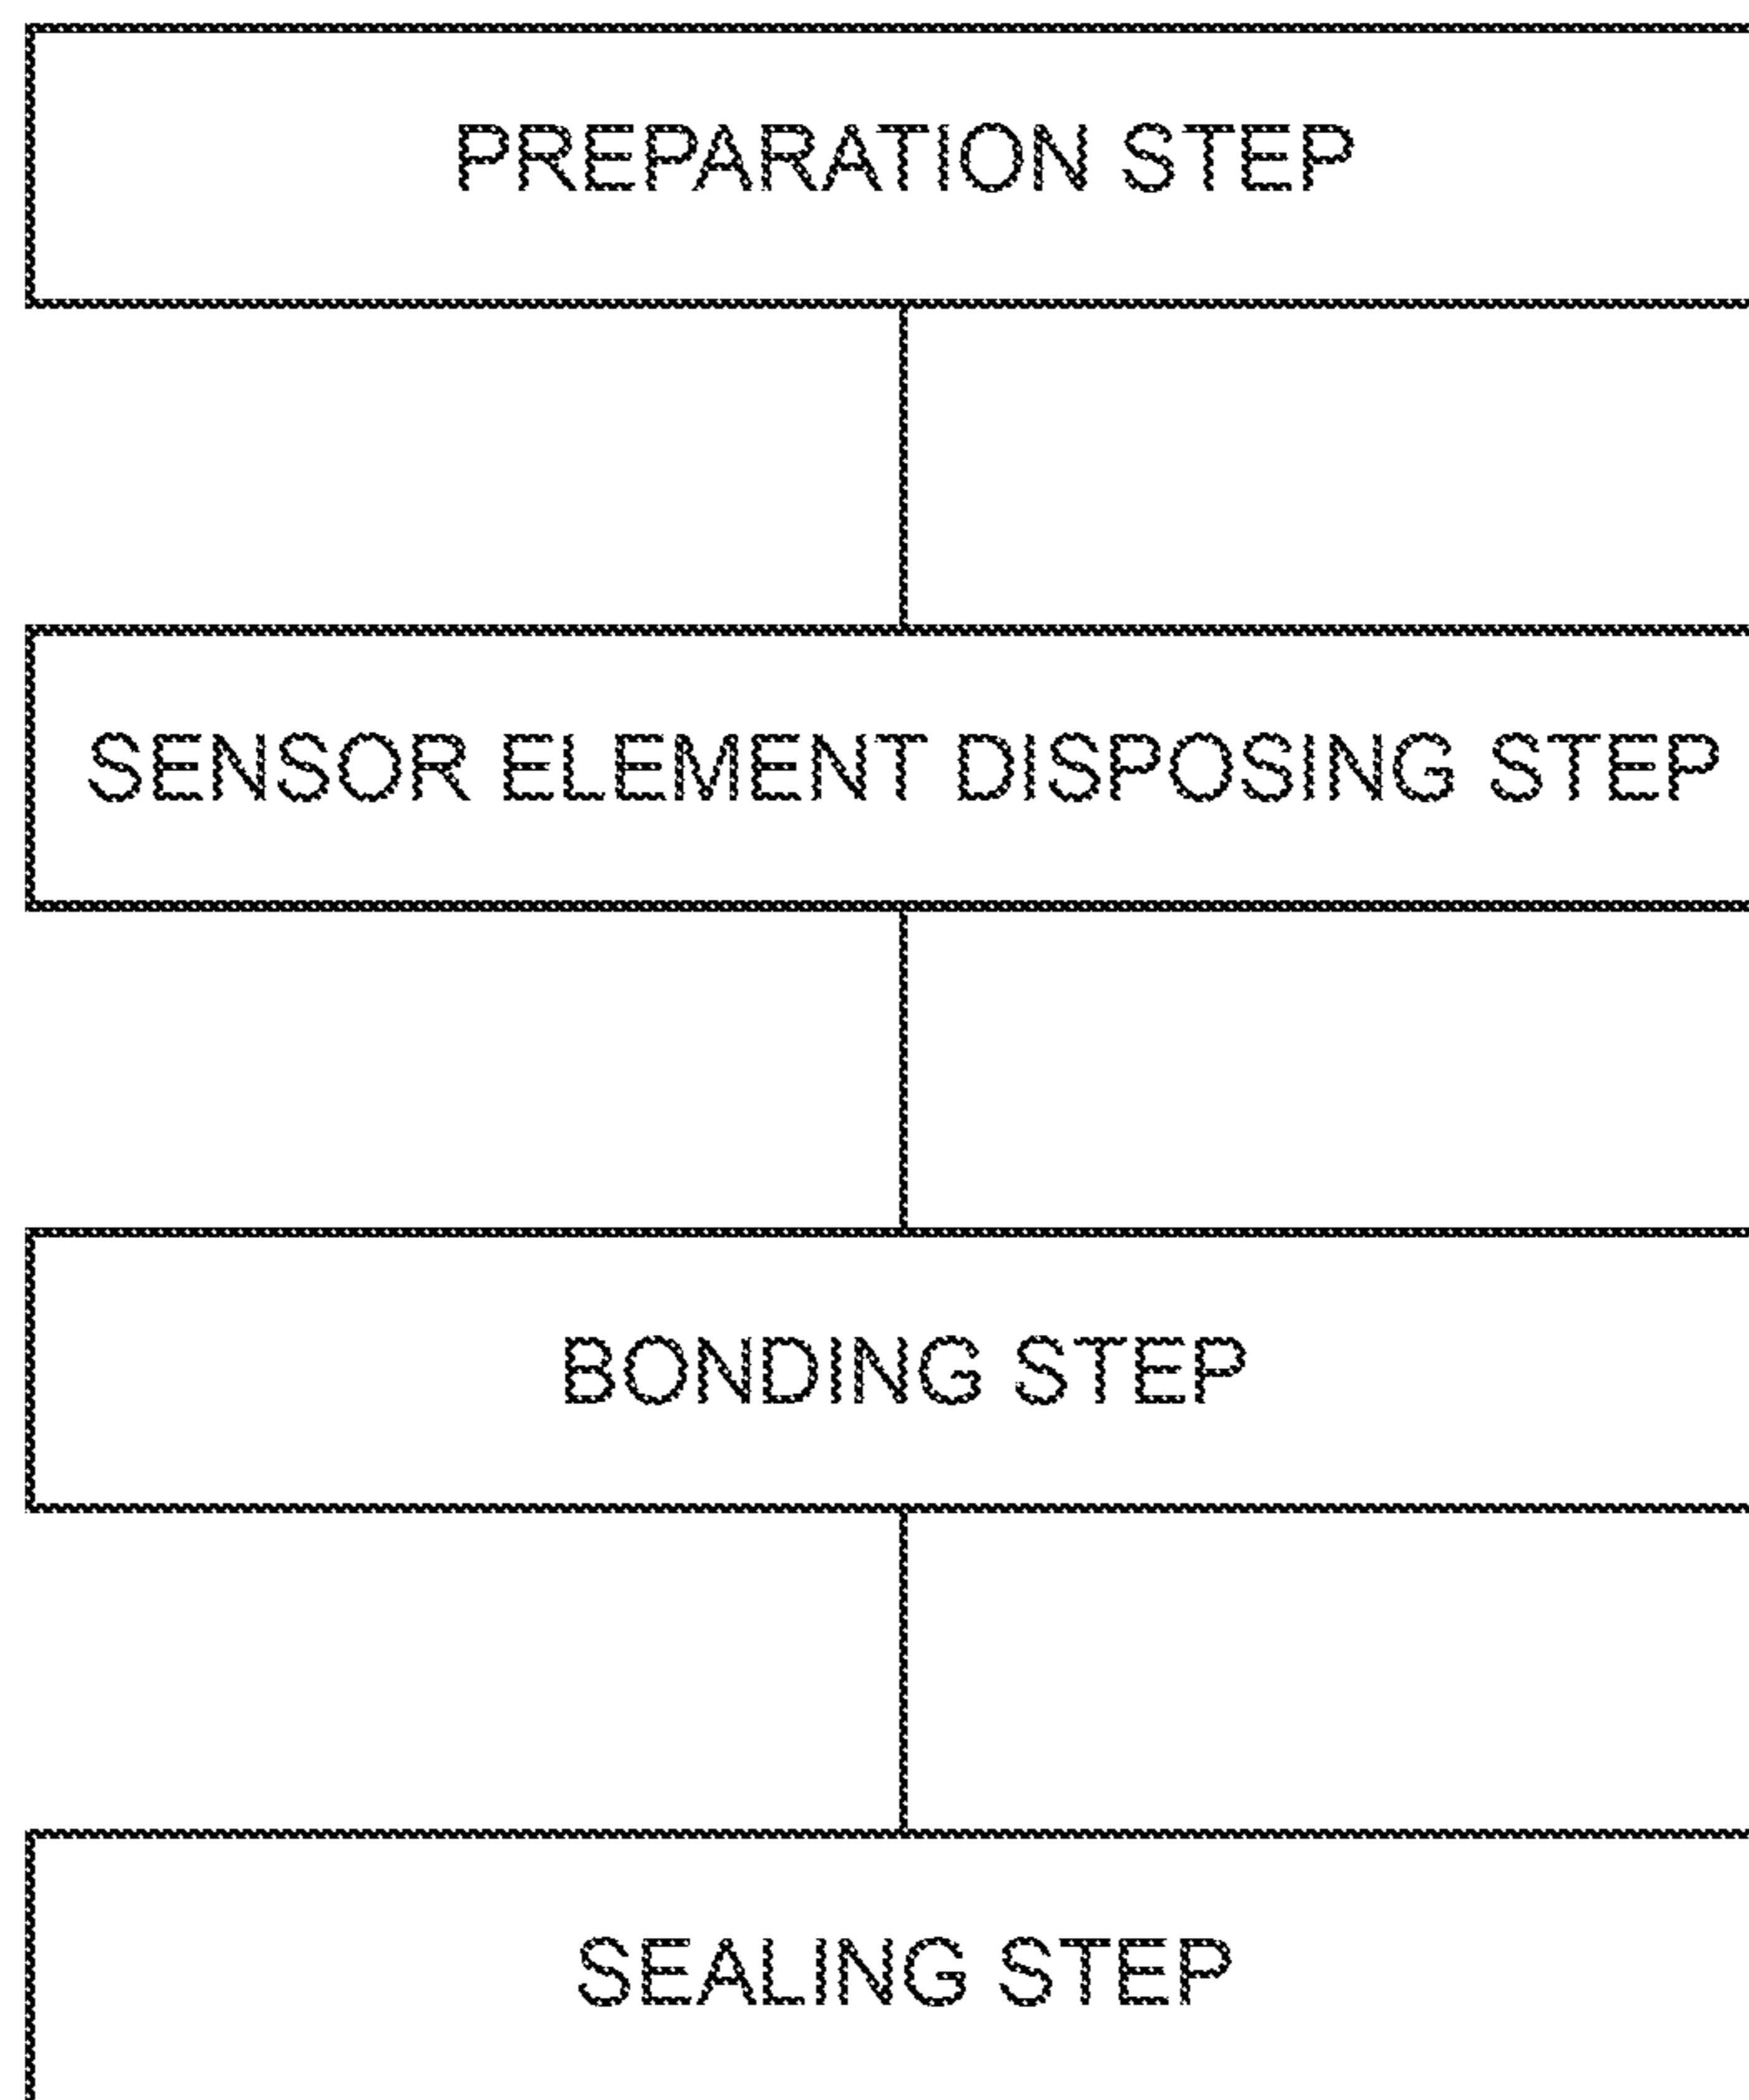 PREPARATION STEP
SENSOR ELEMENT DISPOSING STEP
BONDING STEP
SEALING STEP